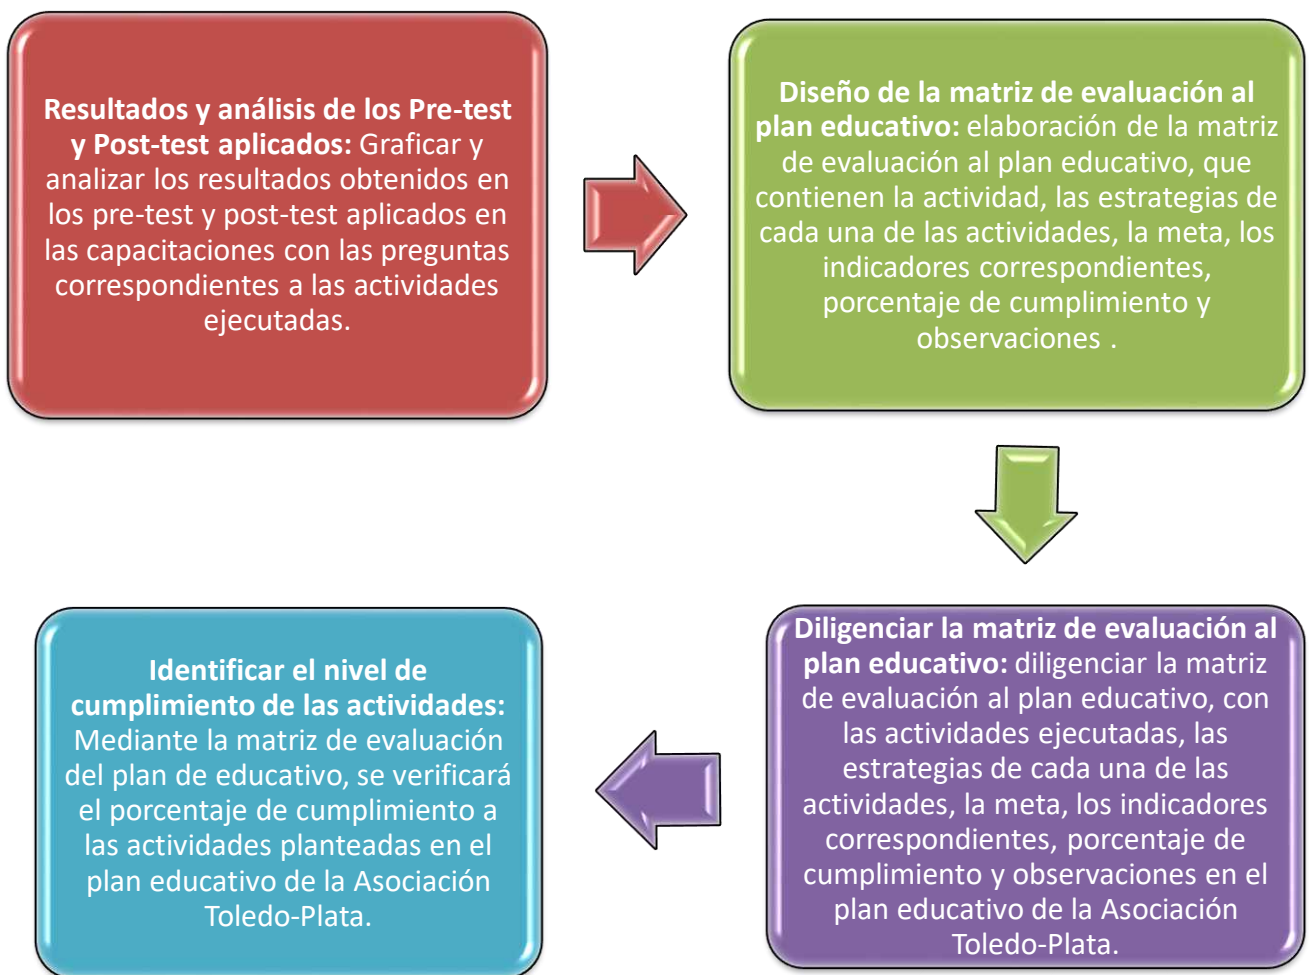 Resultados y análisis de los Pre-test
y Post-test aplicados: Graficar y
analizar los resultados obtenidos en
los pre-test y post-test aplicados en
las capacitaciones con las preguntas
correspondientes a las actividades
ejecutadas.
Diseño de la matriz de evaluación al
plan educativo: elaboración de la matriz
de evaluación al plan educativo, que
contienen la actividad, las estrategias de
cada una de las actividades, la meta, los
indicadores correspondientes,
porcentaje de cumplimiento y
observaciones .
Diligenciar la matriz de evaluación al
plan educativo: diligenciar la matriz
de evaluación al plan educativo, con
las actividades ejecutadas, las
estrategias de cada una de las
actividades, la meta, los indicadores
correspondientes, porcentaje de
cumplimiento y observaciones en el
plan educativo de la Asociación
Toledo-Plata.
Identificar el nivel de
cumplimiento de las actividades:
Mediante la matriz de evaluación
del plan de educativo, se verificará
el porcentaje de cumplimiento a
las actividades planteadas en el
plan educativo de la Asociación
Toledo-Plata.